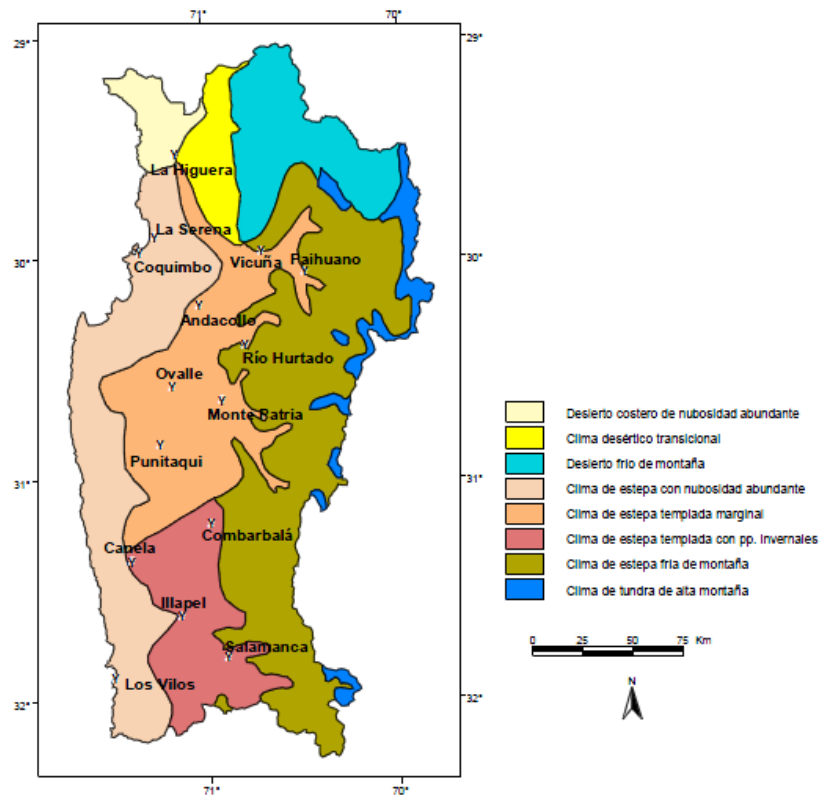 71° 70°
29° 29°
La Higuera
La Serena
Coquimbo
Vicuña
Paihuano
30° 30°
Andacollo
Río Hurtado
Ovalle
Monte Patria
Punitaqui
31° 31°
Combarbalá
Canela
Illapel
Salamanca
Los Vilos
32° 32°
71° 70°
Desierto costero de nubosidad abundante
Clima desértico transicional
Desierto frío de montaña
Clima de estepa con nubosidad abundante
Clima de estepa templada marginal
Clima de estepa templada con pp. invernales
Clima de estepa fría de montaña
Clima de tundra de alta montaña
0 25 50 75 Km
N